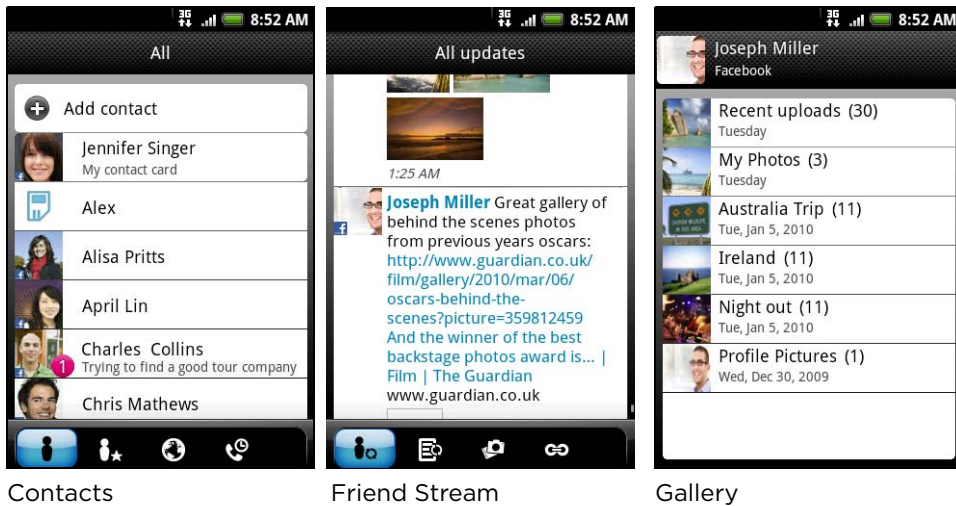 3G 8:52 AM
All
Add contact
Jennifer Singer
My contact card
Alex
Alisa Pritts
April Lin
Charles Collins
1 Trying to find a good tour company
Chris Mathews
Contacts
3G 8:52 AM
All updates
1:25 AM
Joseph Miller Great gallery of
behind the scenes photos
from previous years oscars:
http://www.guardian.co.uk/
film/gallery/2010/mar/06/
oscars-behind-the-
scenes?picture=359812459
And the winner of the best
backstage photos award is... |
Film | The Guardian
www.guardian.co.uk
Friend Stream
3G 8:52 AM
Joseph Miller
Facebook
Recent uploads (30)
Tuesday
My Photos (3)
Tuesday
Australia Trip (11)
Tue, Jan 5, 2010
Ireland (11)
Tue, Jan 5, 2010
Night out (11)
Tue, Jan 5, 2010
Profile Pictures (1)
Wed, Dec 30, 2009
Gallery